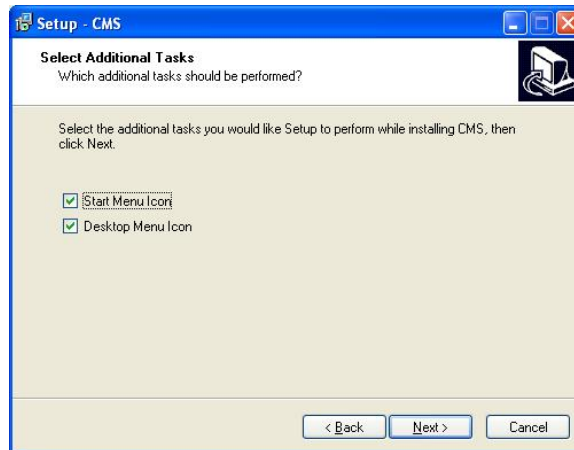 Setup - CMS
Select Additional Tasks
Which additional tasks should be performed?
Select the additional tasks you would like Setup to perform while installing CMS, then
click Next.
Start Menu Icon
Desktop Menu Icon
< Back Next > Cancel